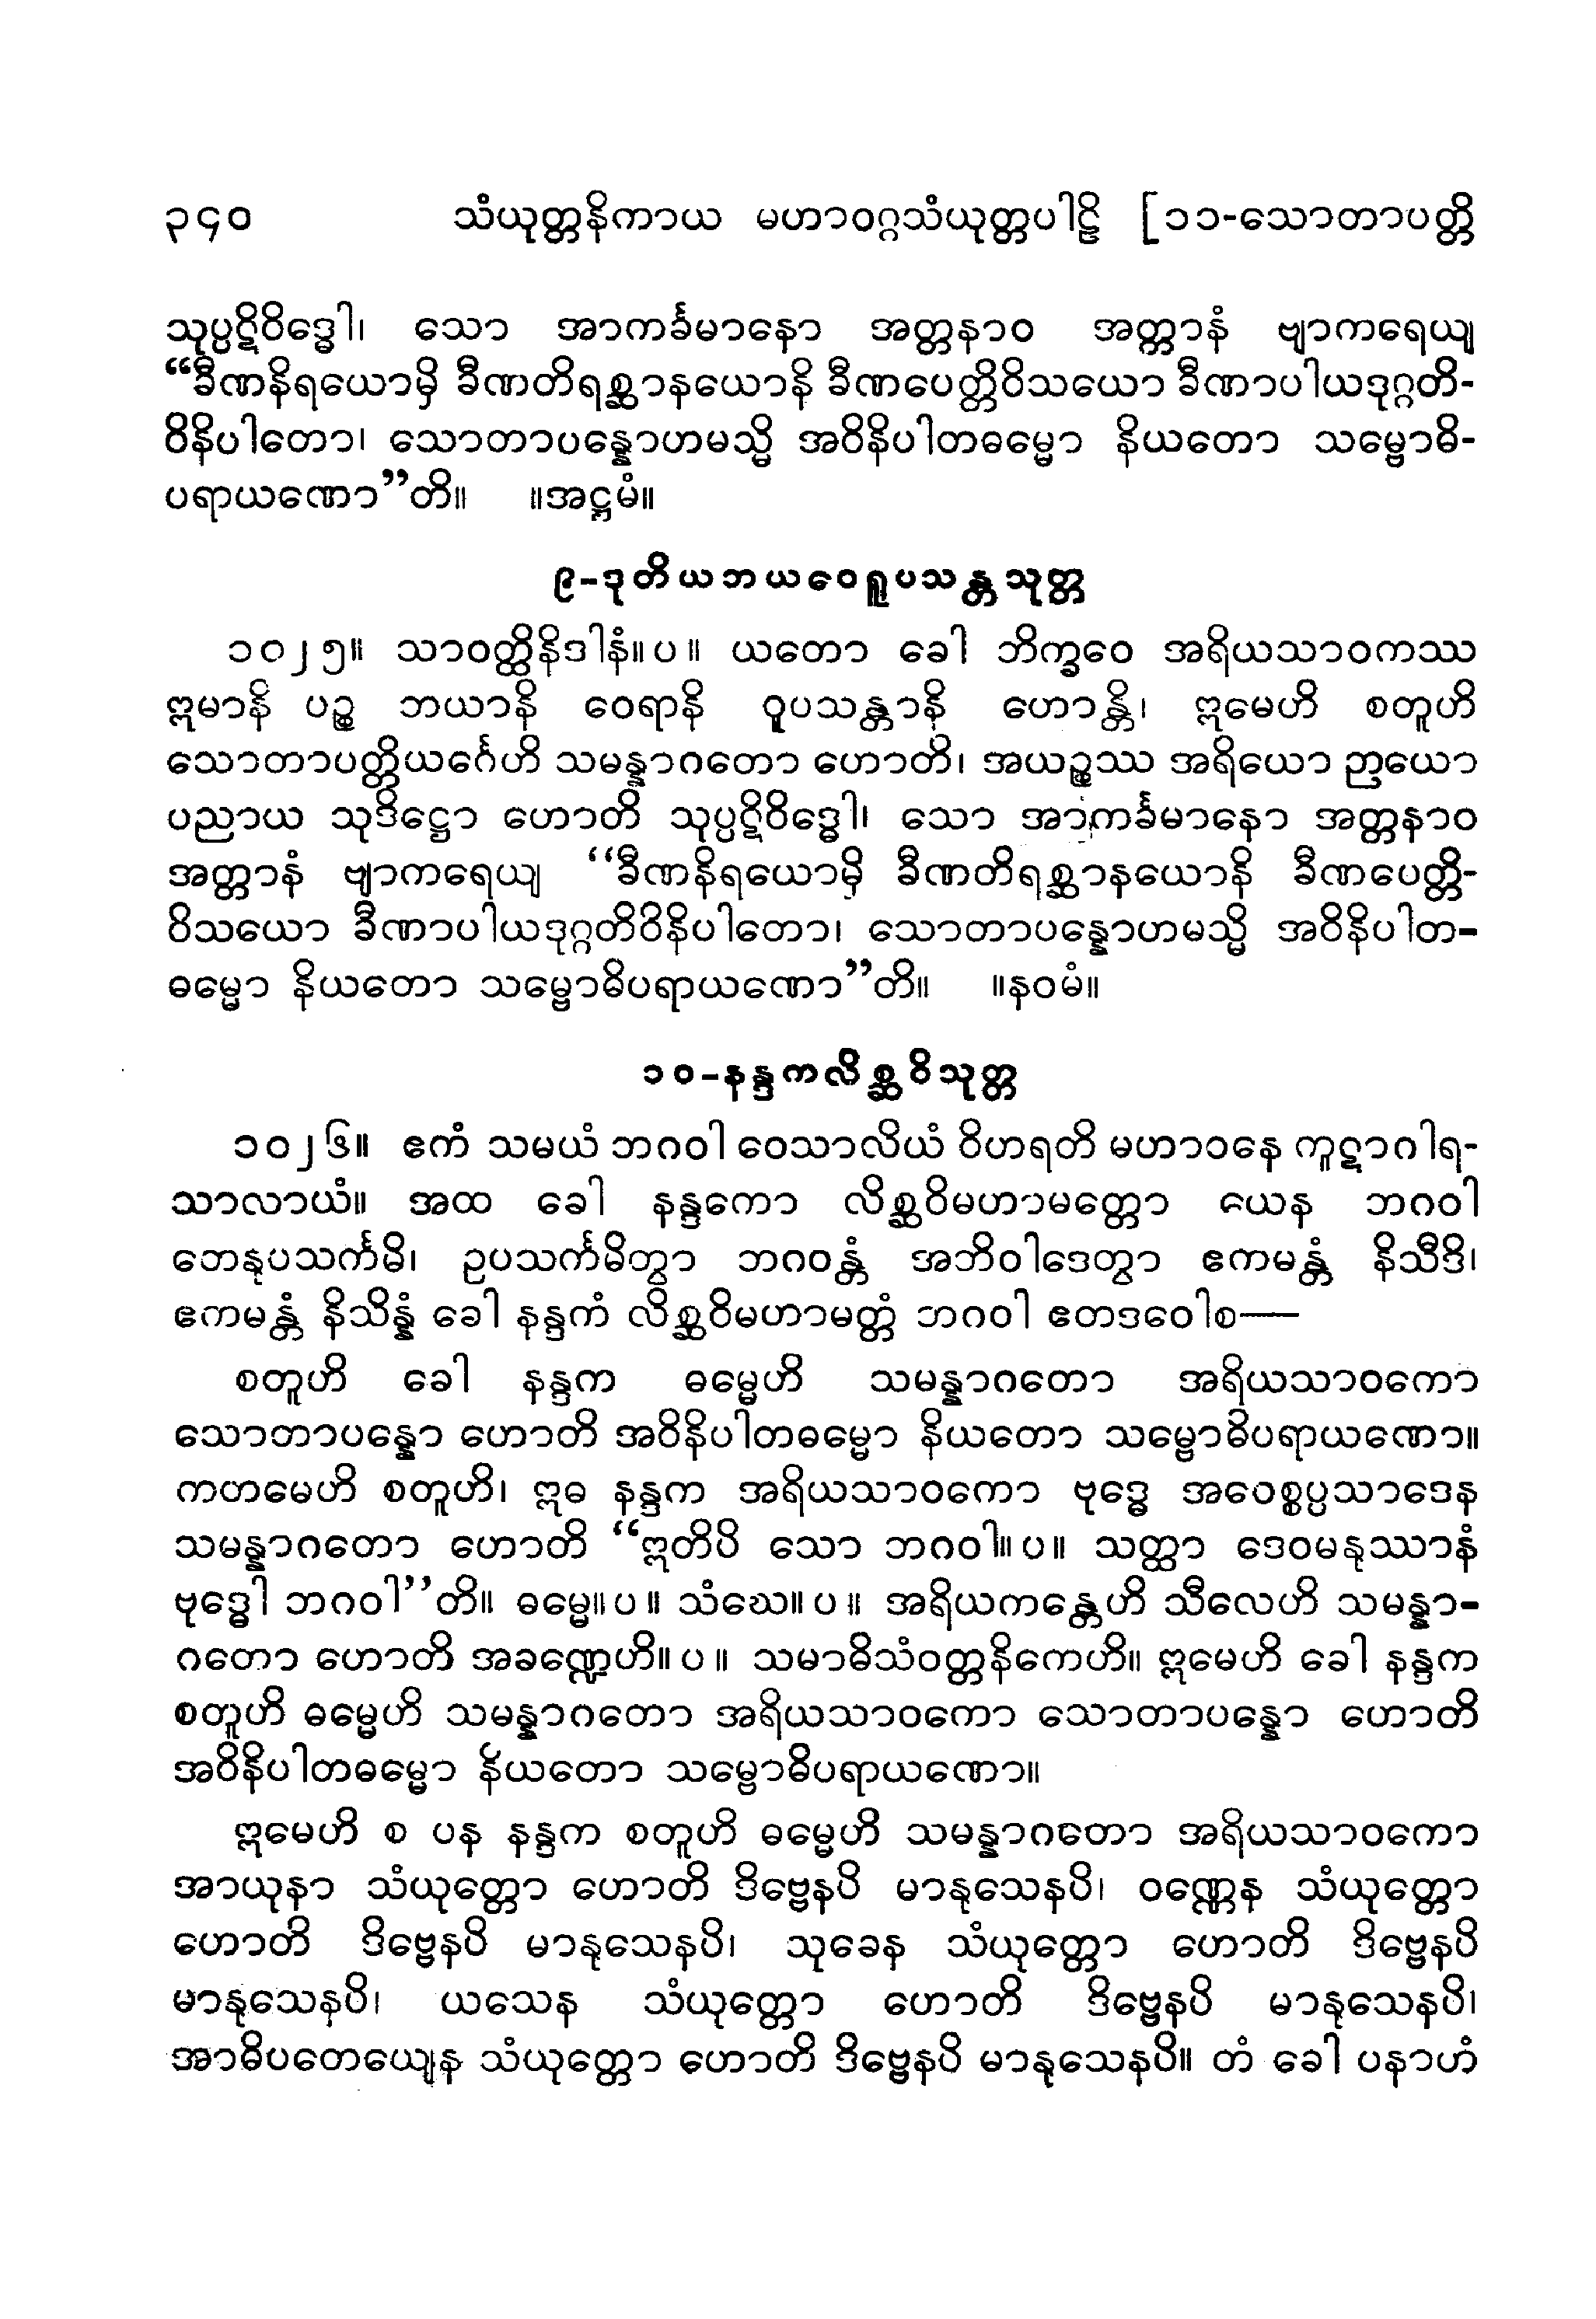 ၃၄၀ သံယုတ္တနိကာယ မဟာဝဂ္ဂသံယုတ္တပါဠိ [၁၁-သောတာပတ္တိ
သုပ္ပဋိဝိဒ္ဓေါ၊ သော အာကင်္ခမာနော အတ္တနာဝ အတ္တာနံ ဗျာကရေယျ
“ခီဏနိရယောမှိ ခီဏတိရစ္ဆာနယောနိ ခီဏပေတ္တိဝိသယော ခီဏာပါယဒုဂ္ဂတိ-
ဝိနိပါတော၊ သောတာပန္နောဟမသ္မိ အဝိနိပါတဓမ္မော နိယတော သမ္ဗောဓိ-
ပရာယဏော”တိ။ ။အဋ္ဌမံ။
၉-ဒုတိယဘယဝေရူပသန္တသုတ္တ
၁၀၂၅။ သာဝတ္ထိနိဒါနံ။ပ။ ယတော ခေါ ဘိက္ခဝေ အရိယသာဝကဿ
ဣမာနိ ပဉ္စ ဘယာနိ ဝေရာနိ ဝူပသန္တာနိ ဟောန္တိ၊ ဣမေဟိ စတူဟိ
သောတာပတ္တိယင်္ဂေဟိ သမန္နာဂတော ဟောတိ၊ အယဉ္စဿ အရိယော ဉာယော
ပညာယ သုဒိဋ္ဌော ဟောတိ သုပ္ပဋိဝိဒ္ဓေါ၊ သော အာကင်္ခမာနော အတ္တနာဝ
အတ္တာနံ ဗျာကရေယျ “ခီဏနိရယောမှိ ခီဏတိရစ္ဆာနယောနိ ခီဏပေတ္တိ-
ဝိသယော ခီဏာပါယဒုဂ္ဂတိဝိနိပါတော၊ သောတာပန္နောဟမသ္မိ အဝိနိပါတ-
ဓမ္မော နိယတော သမ္ဗောဓိပရာယဏော”တိ။ ။နဝမံ။
၁၀-နန္ဒကလိစ္ဆဝိသုတ္တ
၁၀၂၆။ ဧကံ သမယံ ဘဂဝါ ဝေသာလိယံ ဝိဟရတိ မဟာဝနေ ကူဋာဂါရ-
သာလာယံ။ အထ ခေါ နန္ဒကော လိစ္ဆဝိမဟာမတ္တော ယေန ဘဂဝါ
တေနုပသင်္ကမိ၊ ဥပသင်္ကမိတွာ ဘဂဝန္တံ အဘိဝါဒေတွာ ဧကမန္တံ နိသီဒိ၊
ဧကမန္တံ နိသိန္နံ ခေါ နန္ဒကံ လိစ္ဆဝိမဟာမတ္တံ ဘဂဝါ ဧတဒဝေါစ—
စတူဟိ ခေါ နန္ဒက ဓမ္မေဟိ သမန္နာဂတော အရိယသာဝကော
သောတာပန္နော ဟောတိ အဝိနိပါတဓမ္မော နိယတော သမ္ဗောဓိပရာယဏော။
ကတမေဟိ စတူဟိ၊ ဣဓ နန္ဒက အရိယသာဝကော ဗုဒ္ဓေ အဝေစ္စပ္ပသာဒေန
သမန္နာဂတော ဟောတိ “ဣတိပိ သော ဘဂဝါ။ပ။ သတ္ထာ ဒေဝမနုဿာနံ
ဗုဒ္ဓေါ ဘဂဝါ”တိ။ ဓမ္မေ။ပ။ သံဃေ။ပ။ အရိယကန္တေဟိ သီလေဟိ သမန္နာ-
ဂတော ဟောတိ အခဏ္ဍေဟိ။ပ။ သမာဓိသံဝတ္တနိကေဟိ။ ဣမေဟိ ခေါ နန္ဒက
စတူဟိ ဓမ္မေဟိ သမန္နာဂတော အရိယသာဝကော သောတာပန္နော ဟောတိ
အဝိနိပါတဓမ္မော နိယတော သမ္ဗောဓိပရာယဏော။
ဣမေဟိ စ ပန နန္ဒက စတူဟိ ဓမ္မေဟိ သမန္နာဂတော အရိယသာဝကော
အာယုနာ သံယုတ္တော ဟောတိ ဒိဗ္ဗေနပိ မာနုသေနပိ၊ ဝဏ္ဏေန သံယုတ္တော
ဟောတိ ဒိဗ္ဗေနပိ မာနုသေနပိ၊ သုခေန သံယုတ္တော ဟောတိ ဒိဗ္ဗေနပိ
မာနုသေနပိ၊ ယသေန သံယုတ္တော ဟောတိ ဒိဗ္ဗေနပိ မာနုသေနပိ၊
အာဓိပတေယျေန သံယုတ္တော ဟောတိ ဒိဗ္ဗေနပိ မာနုသေနပိ။ တံ ခေါ ပနာဟံ